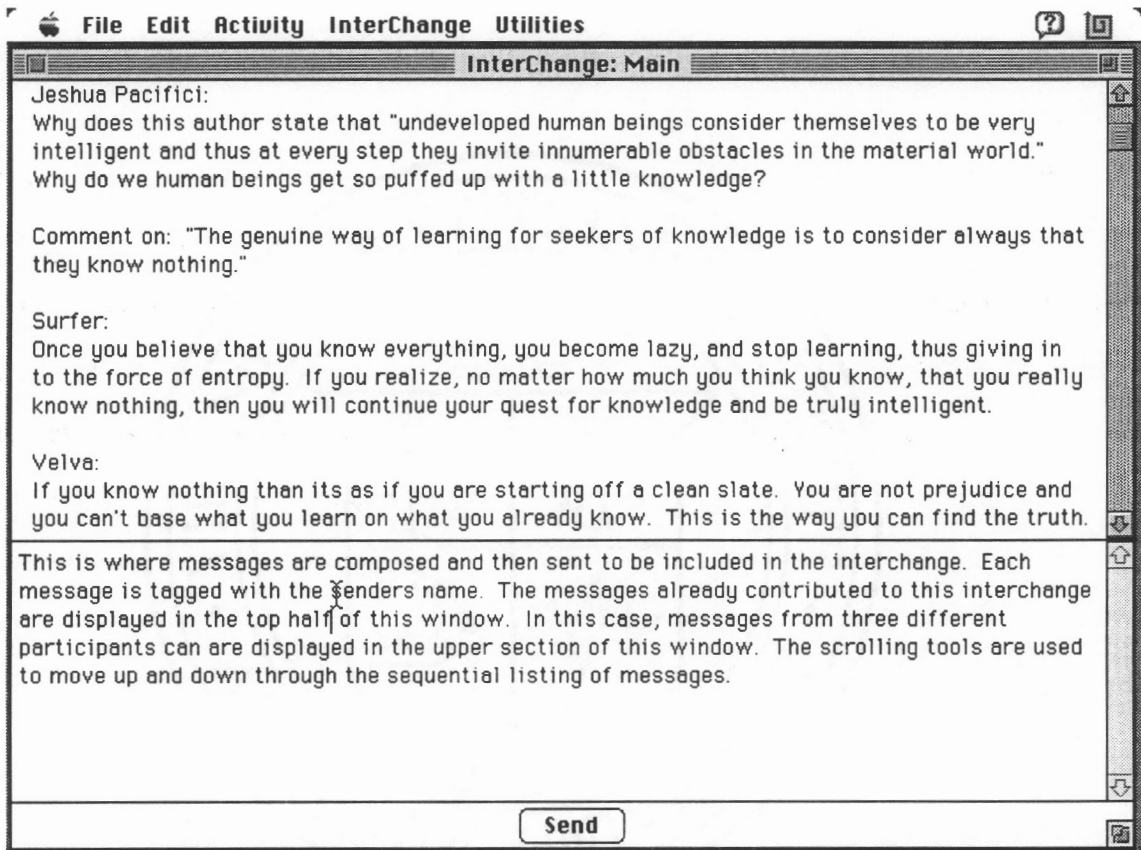 File Edit Activity InterChange Utilities
InterChange: Main
Jeshua Pacifici:
Why does this author state that "undeveloped human beings consider themselves to be very
intelligent and thus at every step they invite innumerable obstacles in the material world."
Why do we human beings get so puffed up with a little knowledge?
Comment on: "The genuine way of learning for seekers of knowledge is to consider always that
they know nothing."
Surfer:
Once you believe that you know everything, you become lazy, and stop learning, thus giving in
to the force of entropy. If you realize, no matter how much you think you know, that you really
know nothing, then you will continue your quest for knowledge and be truly intelligent.
Velva:
If you know nothing than its as if you are starting off a clean slate. You are not prejudice and
you can't base what you learn on what you already know. This is the way you can find the truth.
This is where messages are composed and then sent to be included in the interchange. Each
message is tagged with the senders name. The messages already contributed to this interchange
are displayed in the top half of this window. In this case, messages from three different
participants can are displayed in the upper section of this window. The scrolling tools are used
to move up and down through the sequential listing of messages.
Send